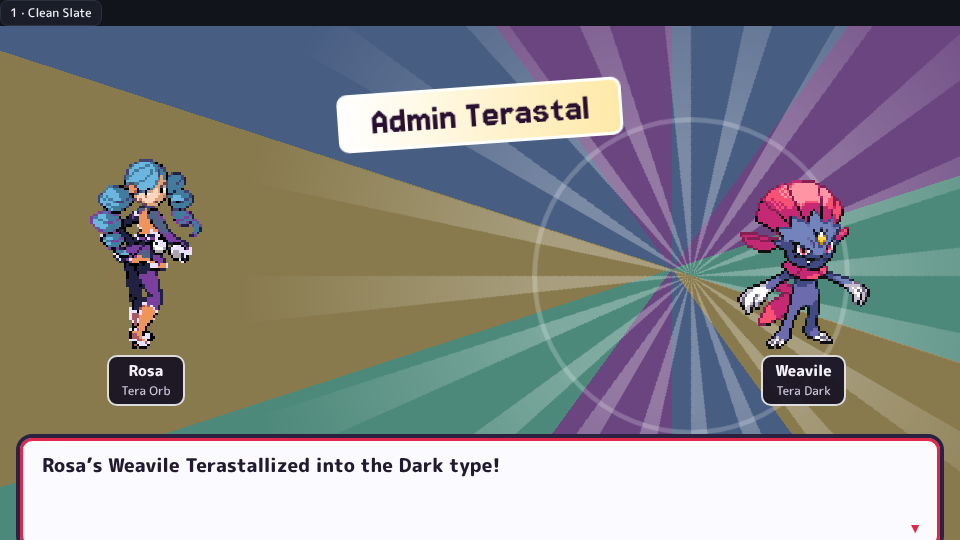 1 · Clean Slate
Admin Terastal
Rosa
Tera Orb
Weavile
Tera Dark
Rosa’s Weavile Terastallized into the Dark type!